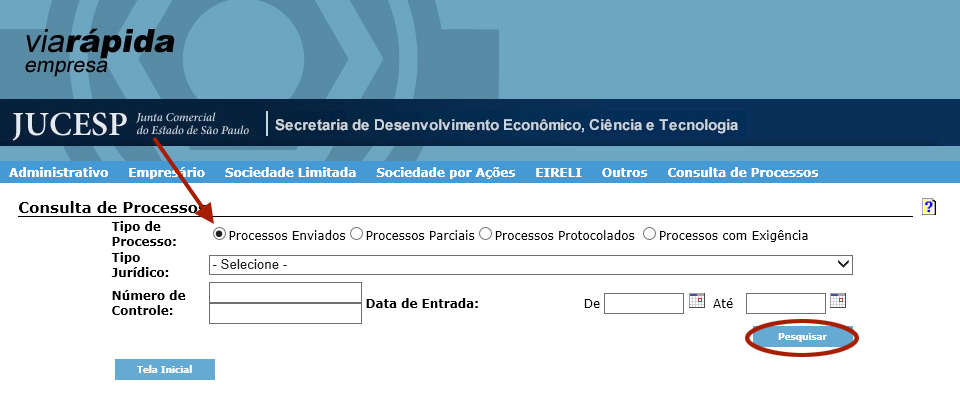 viarápida
empresa
JUCESP Junta Comercial do Estado de São Paulo Secretaria de Desenvolvimento Econômico, Ciência e Tecnologia
Administrativo Empresário Sociedade Limitada Sociedade por Ações EIRELI Outros Consulta de Processos
Consulta de Processos ?
Tipo de Processo: Processos Enviados Processos Parciais Processos Protocolados Processos com Exigência
Tipo Jurídico: - Selecione -
Número de Controle: Data de Entrada: De Até
Pesquisar
Tela Inicial